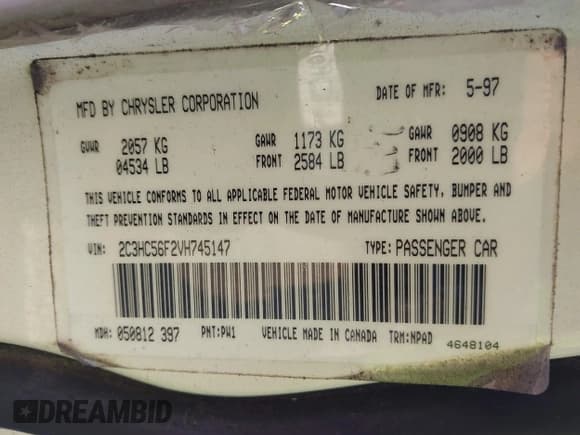 MFD BY CHRYSLER CORPORATION DATE OF MFR: 5-97
GVWR 2057 KG GAWR 1173 KG GAWR 0908 KG
04534 LB FRONT 2584 LB FRONT 2000 LB
THIS VEHICLE CONFORMS TO ALL APPLICABLE FEDERAL MOTOR VEHICLE SAFETY, BUMPER AND
THEFT PREVENTION STANDARDS IN EFFECT ON THE DATE OF MANUFACTURE SHOWN ABOVE.
VIN: 2C3HC56F2VH745147 TYPE: PASSENGER CAR
MDH: 050812 397 PNT: PW1 VEHICLE MADE IN CANADA TRM: NPAD
4648104
DREAMBID